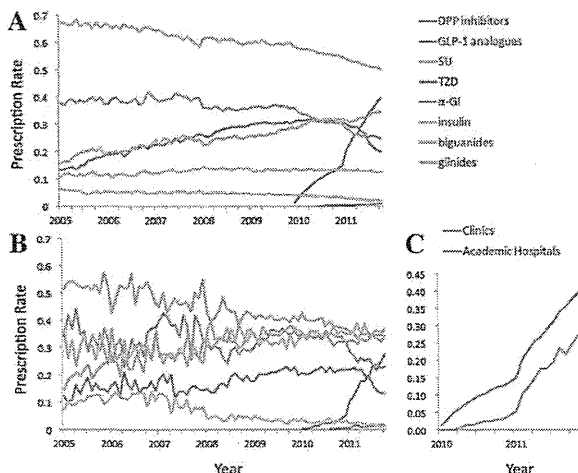 A
Prescription Rate
0.7
0.6
0.5
0.4
0.3
0.2
0.1
0
2005 2006 2007 2008 2009 2010 2011
DPP inhibitors
GLP-1 analogues
SU
TZD
α-GI
insulin
biguanides
glinides
B
Prescription Rate
0.7
0.6
0.5
0.4
0.3
0.2
0.1
0
2005 2006 2007 2008 2009 2010 2011
Year
C
Clinics
Academic Hospitals
0.45
0.40
0.35
0.30
0.25
0.20
0.15
0.10
0.05
0.00
2010 2011
Year